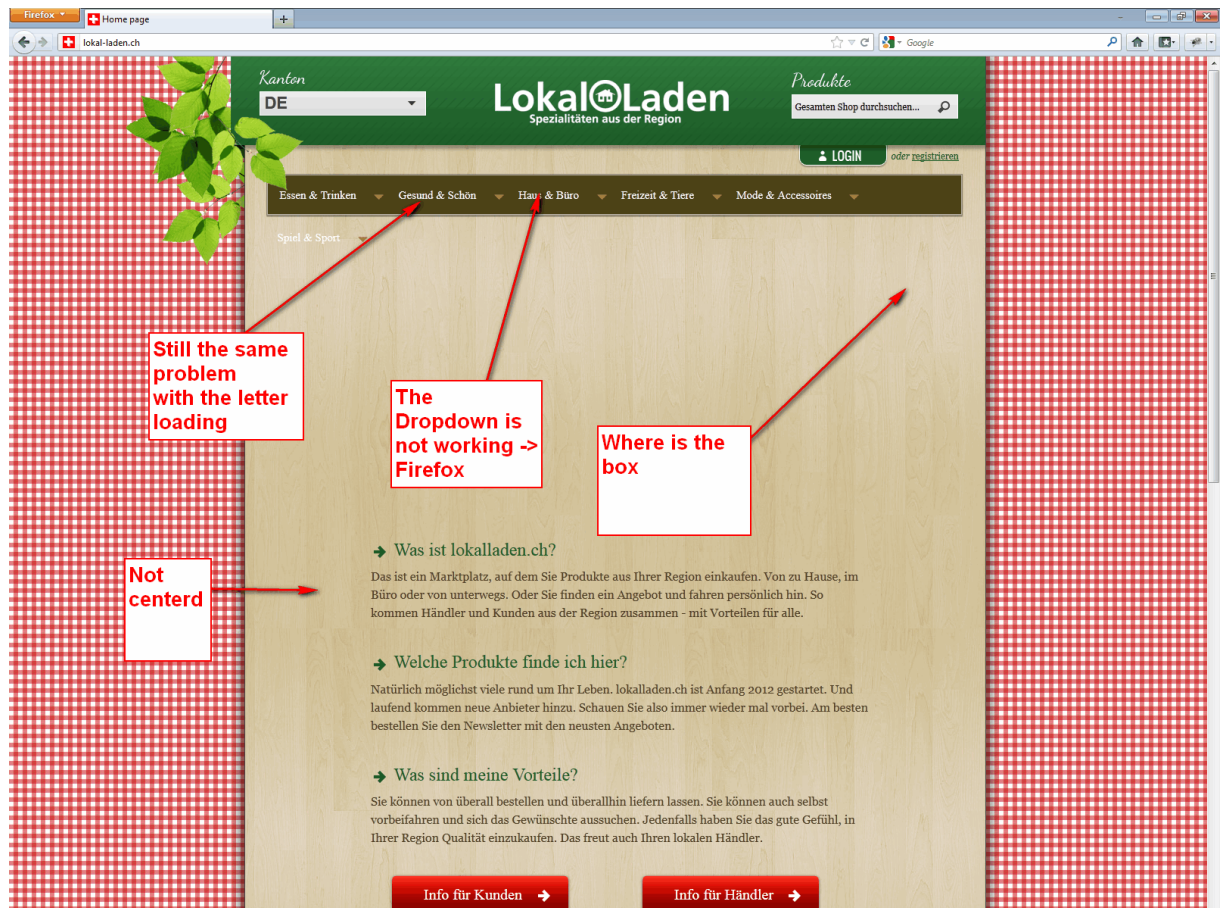 Firefox
Home page
lokal-laden.ch
Google
Kanton
DE
Lokal Laden
Spezialitäten aus der Region
Produkte
Gesamten Shop durchsuchen...
LOGIN oder registrieren
Essen & Trinken Gesund & Schön Haus & Büro Freizeit & Tiere Mode & Accessoires
Spiel & Sport
Still the same
problem
with the letter
loading
The
Dropdown is
not working ->
Firefox
Where is the
box
Not
centerd
Was ist lokalladen.ch?
Das ist ein Marktplatz, auf dem Sie Produkte aus Ihrer Region einkaufen. Von zu Hause, im
Büro oder von unterwegs. Oder Sie finden ein Angebot und fahren persönlich hin. So
kommen Händler und Kunden aus der Region zusammen - mit Vorteilen für alle.
Welche Produkte finde ich hier?
Natürlich möglichst viele rund um Ihr Leben. lokalladen.ch ist Anfang 2012 gestartet. Und
laufend kommen neue Anbieter hinzu. Schauen Sie also immer wieder mal vorbei. Am besten
bestellen Sie den Newsletter mit den neusten Angeboten.
Was sind meine Vorteile?
Sie können von überall bestellen und überallhin liefern lassen. Sie können auch selbst
vorbeifahren und sich das Gewünschte aussuchen. Jedenfalls haben Sie das gute Gefühl, in
Ihrer Region Qualität einzukaufen. Das freut auch Ihren lokalen Händler.
Info für Kunden Info für Händler